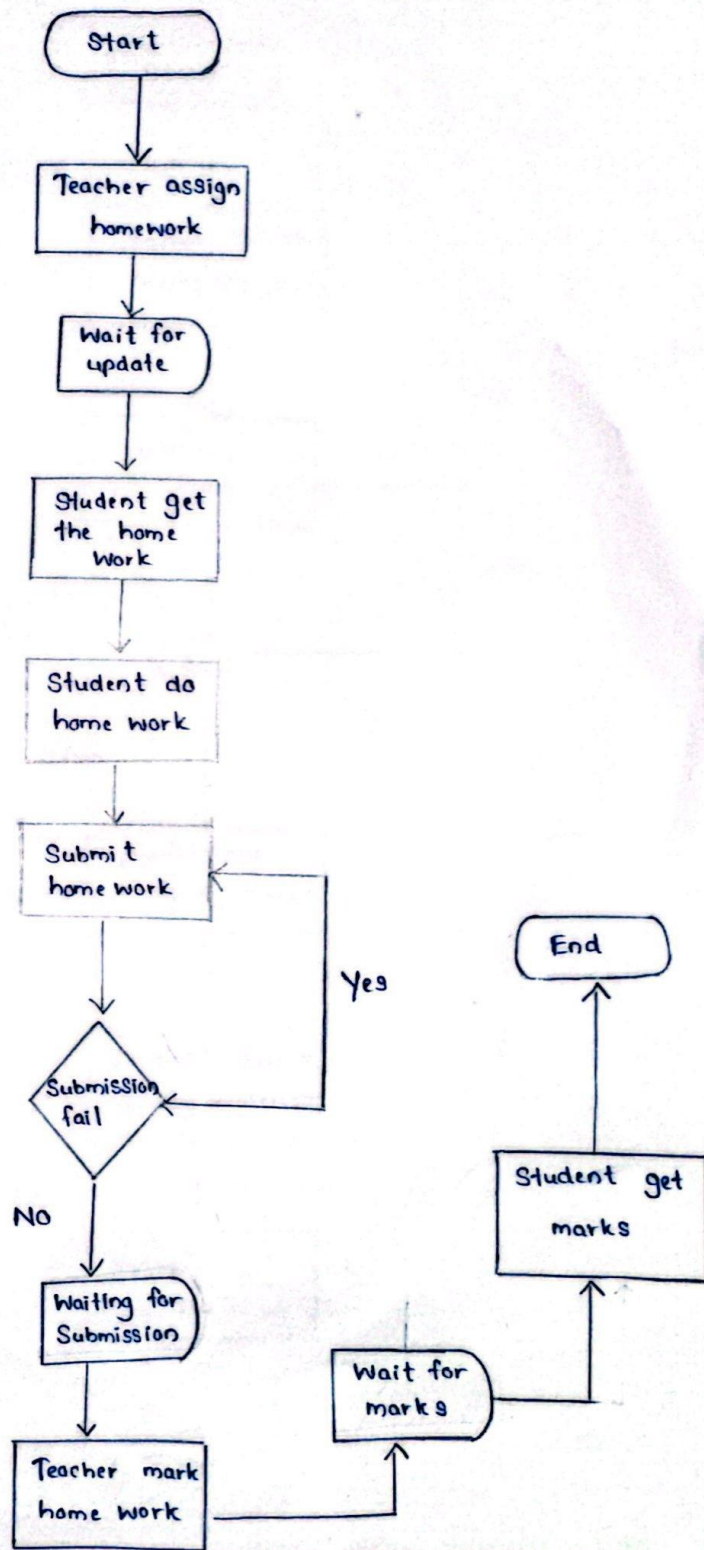 Start
Teacher assign
homework
Wait for
update
Student get
the home
work
Student do
home work
Submit
home work
Yes
Submission
fail
No
Waiting for
Submission
Teacher mark
home work
Wait for
marks
Student get
marks
End